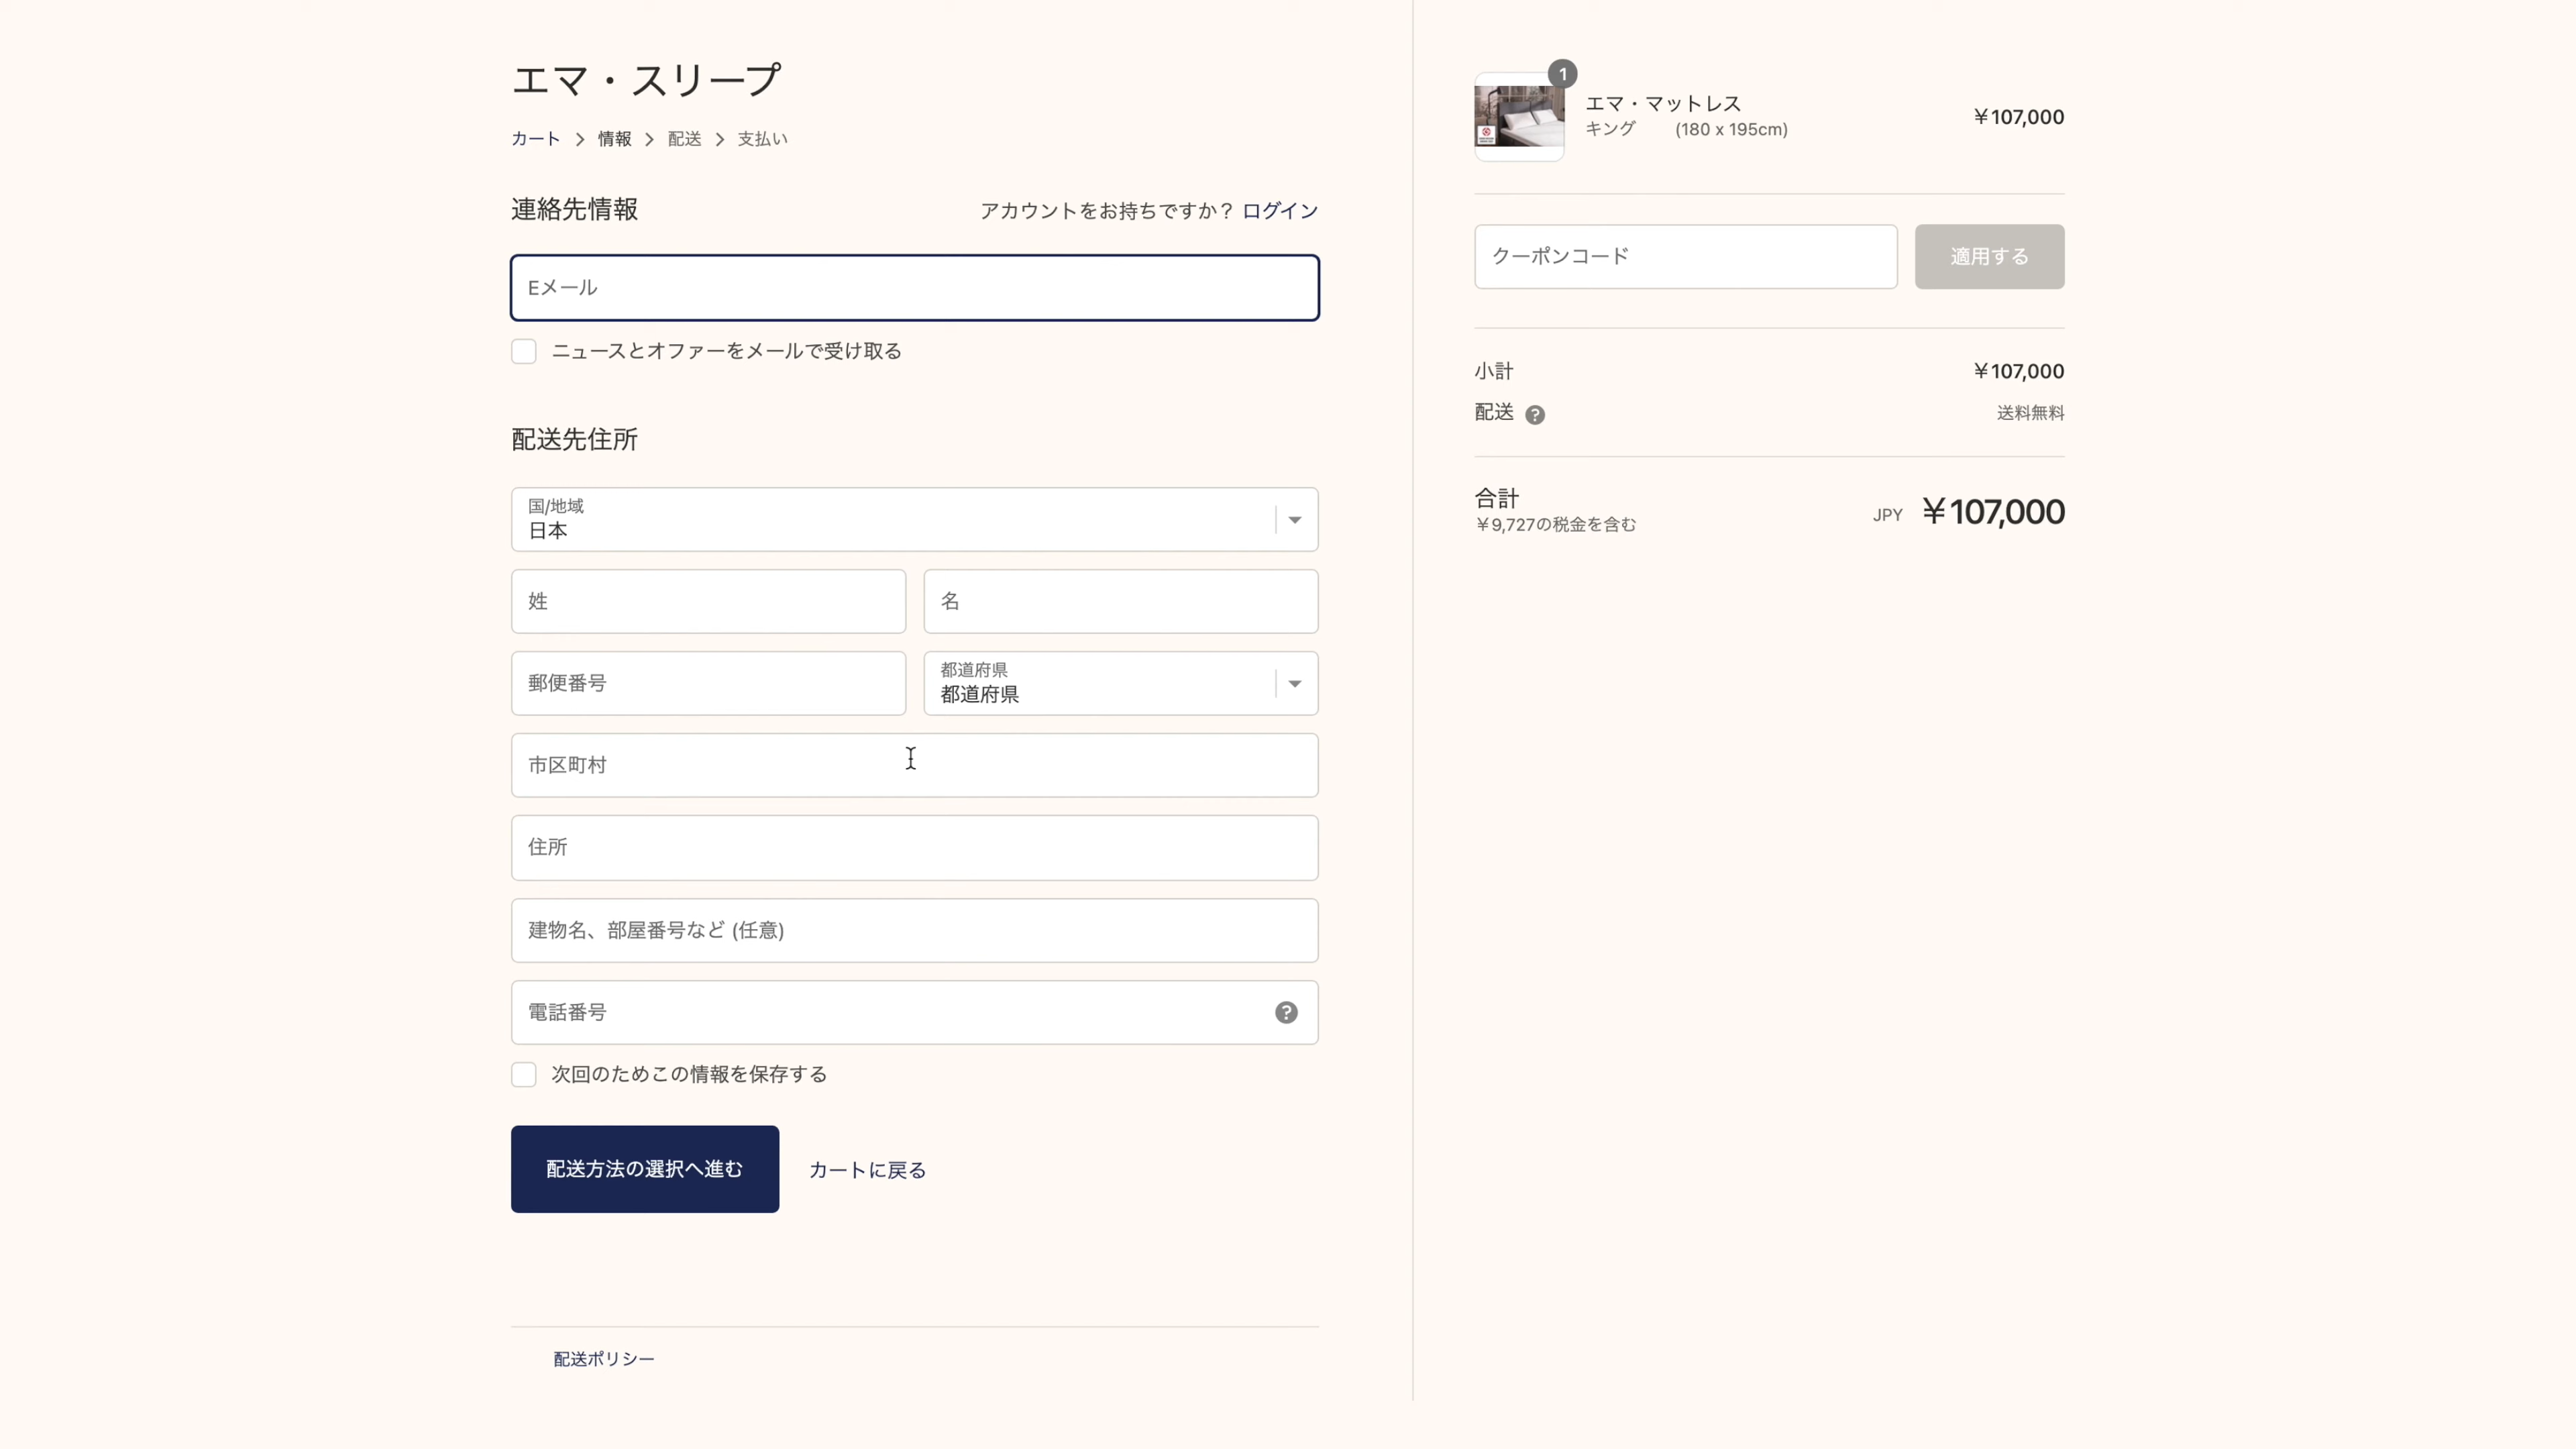 エマ・スリープ
カート > 情報 > 配送 > 支払い
連絡先情報
アカウントをお持ちですか？ ログイン
Eメール
ニュースとオファーをメールで受け取る
配送先住所
国/地域
日本
姓
名
郵便番号
都道府県
都道府県
市区町村
住所
建物名、部屋番号など (任意)
電話番号
?
次回のためこの情報を保存する
配送方法の選択へ進む
カートに戻る
配送ポリシー
1
エマ・マットレス
キング (180 x 195cm)
￥107,000
クーポンコード
適用する
小計
￥107,000
配送 ?
送料無料
合計
￥9,727の税金を含む
JPY ￥107,000